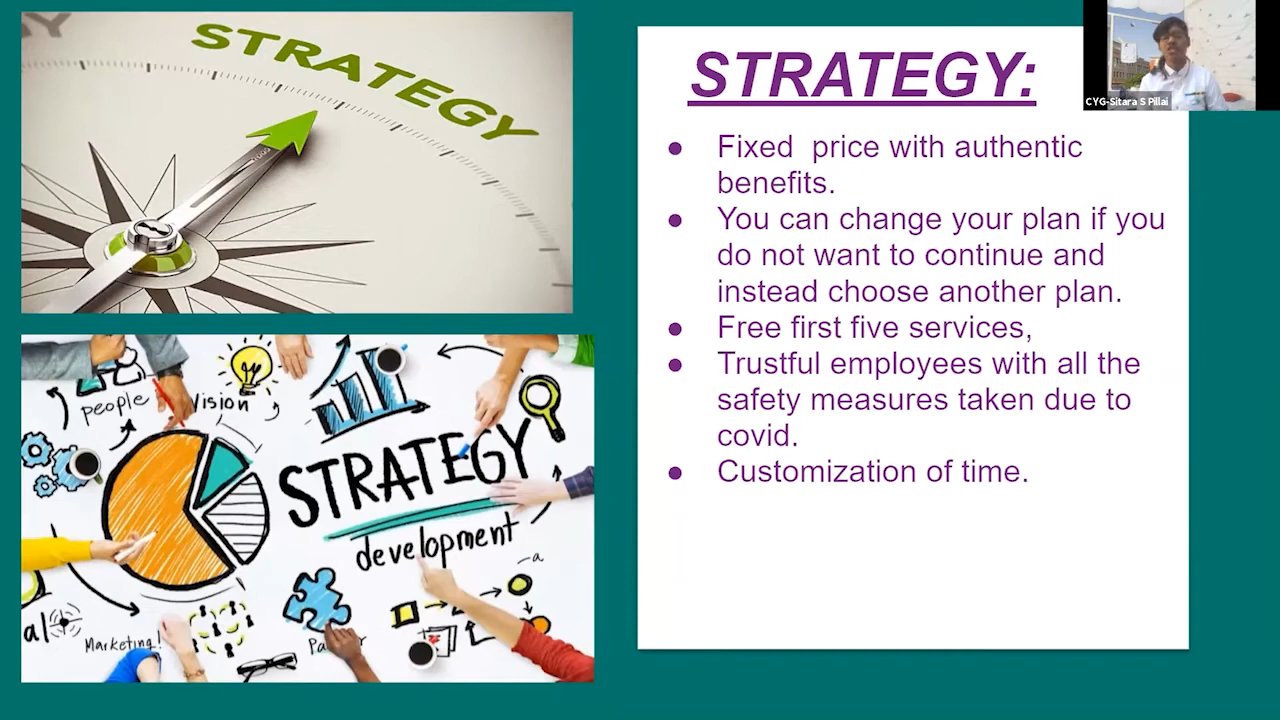 STRATEGY
STRATEGY:
CYG-Sitara S Pillai
● Fixed  price with authentic
benefits.
● You can change your plan if you
do not want to continue and
instead choose another plan.
● Free first five services,
● Trustful employees with all the
safety measures taken due to
covid.
● Customization of time.
people
Vision
STRATEGY
development
Marketing!